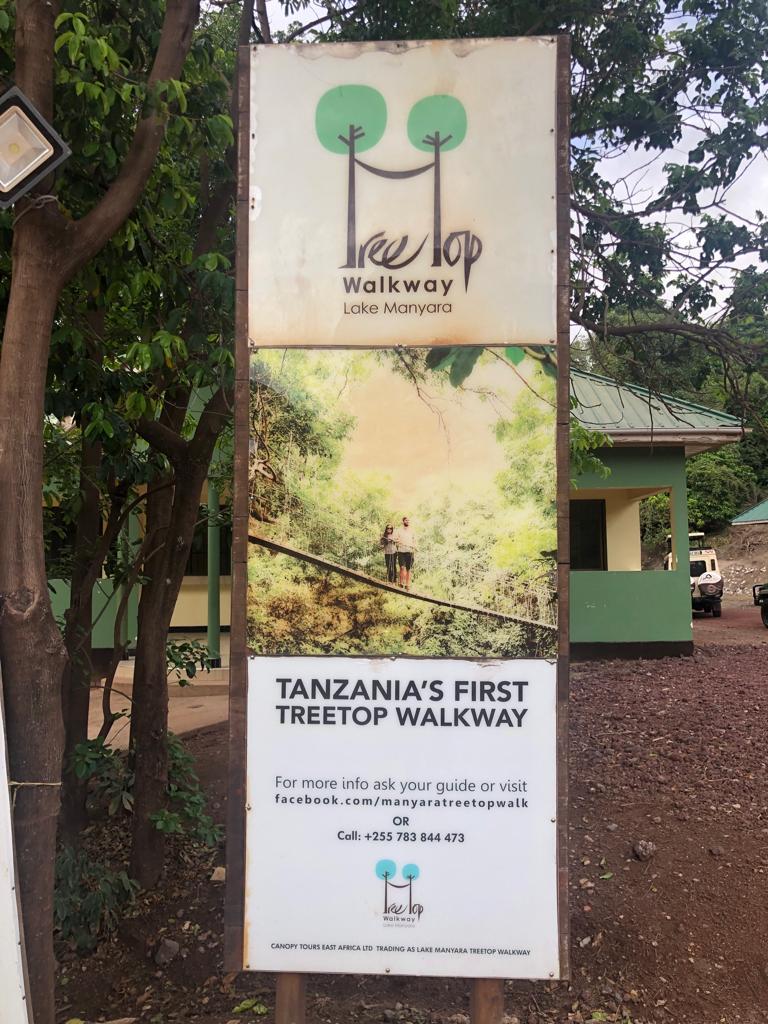 Tree Top
Walkway
Lake Manyara
TANZANIA'S FIRST
TREETOP WALKWAY
For more info ask your guide or visit
facebook.com/manyaratreetopwalk
OR
Call: +255 783 844 473
Tree Top
Walkway
Lake Manyara
CANOPY TOURS EAST AFRICA LTD TRADING AS LAKE MANYARA TREETOP WALKWAY